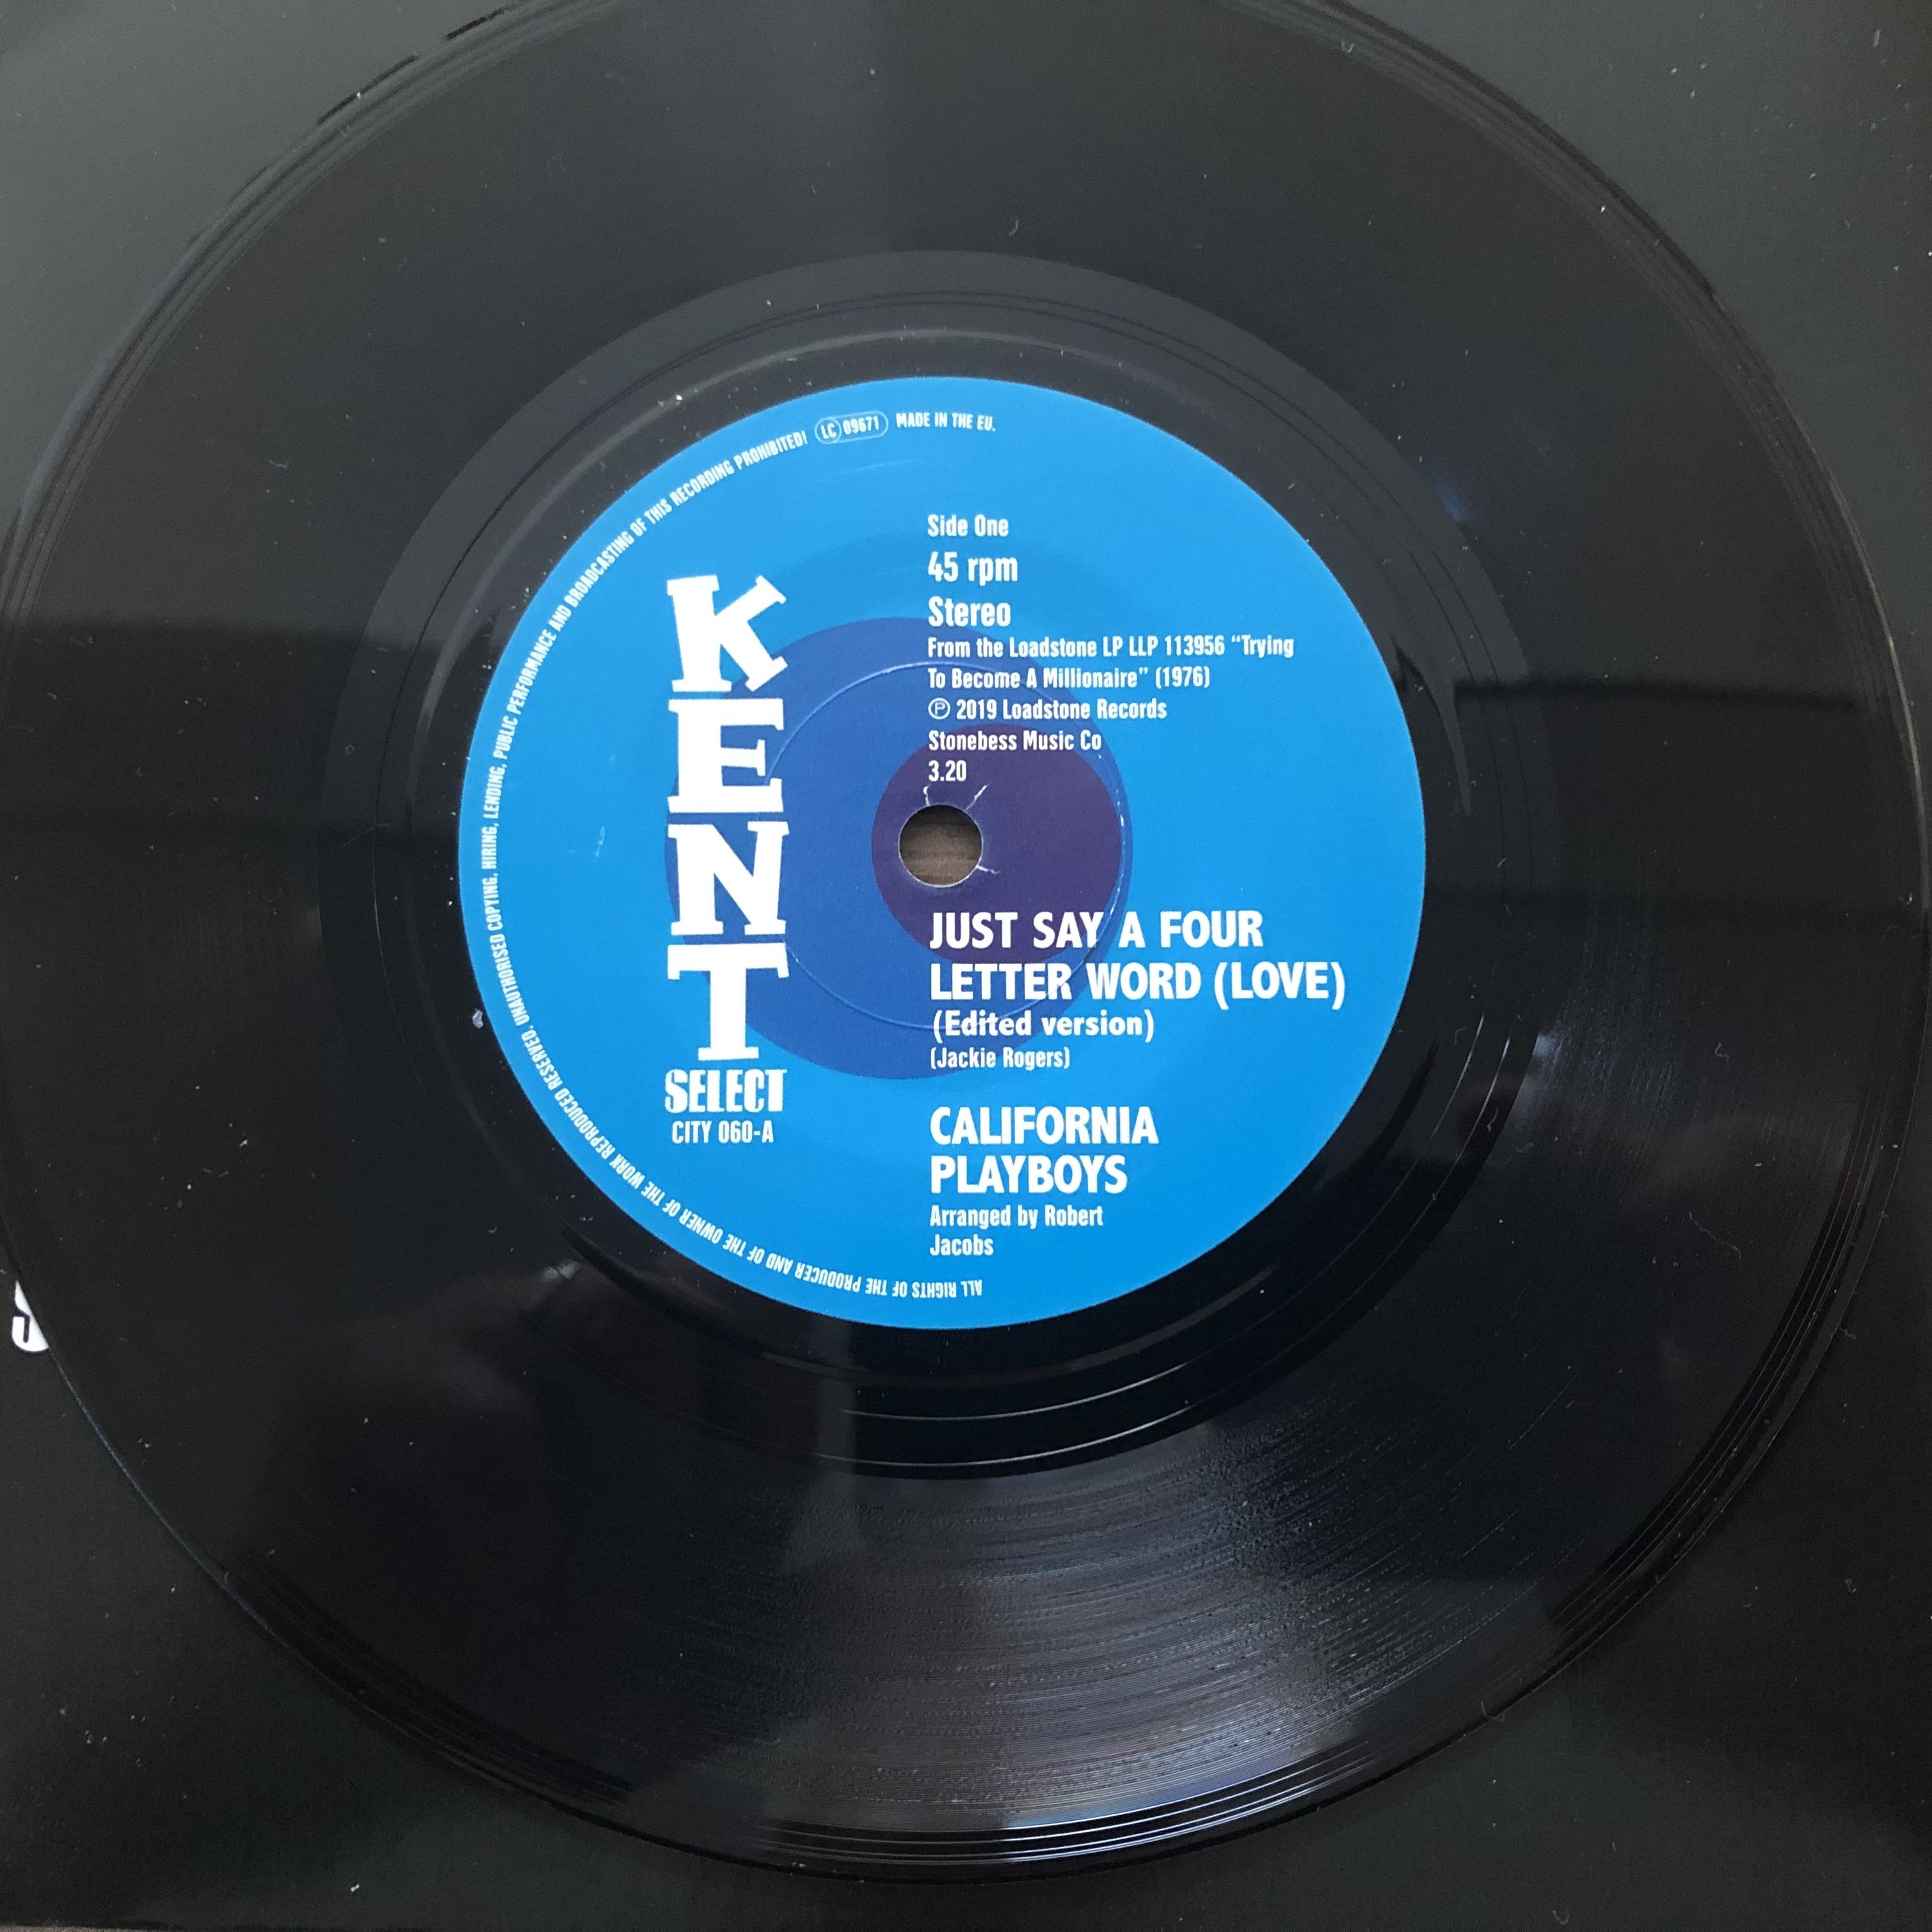 ALL RIGHTS OF THE PRODUCER AND OF THE OWNER OF THE WORK REPRODUCED RESERVED. UNAUTHORISED COPYING, HIRING, LENDING, PUBLIC PERFORMANCE AND BROADCASTING OF THIS RECORDING PROHIBITED! LC 09671 MADE IN THE EU.
KENT
SELECT
CITY 060-A
Side One
45 rpm
Stereo
From the Loadstone LP LLP 113956 “Trying
To Become A Millionaire” (1976)
℗ 2019 Loadstone Records
Stonebess Music Co
3.20
JUST SAY A FOUR
LETTER WORD (LOVE)
(Edited version)
(Jackie Rogers)
CALIFORNIA
PLAYBOYS
Arranged by Robert
Jacobs